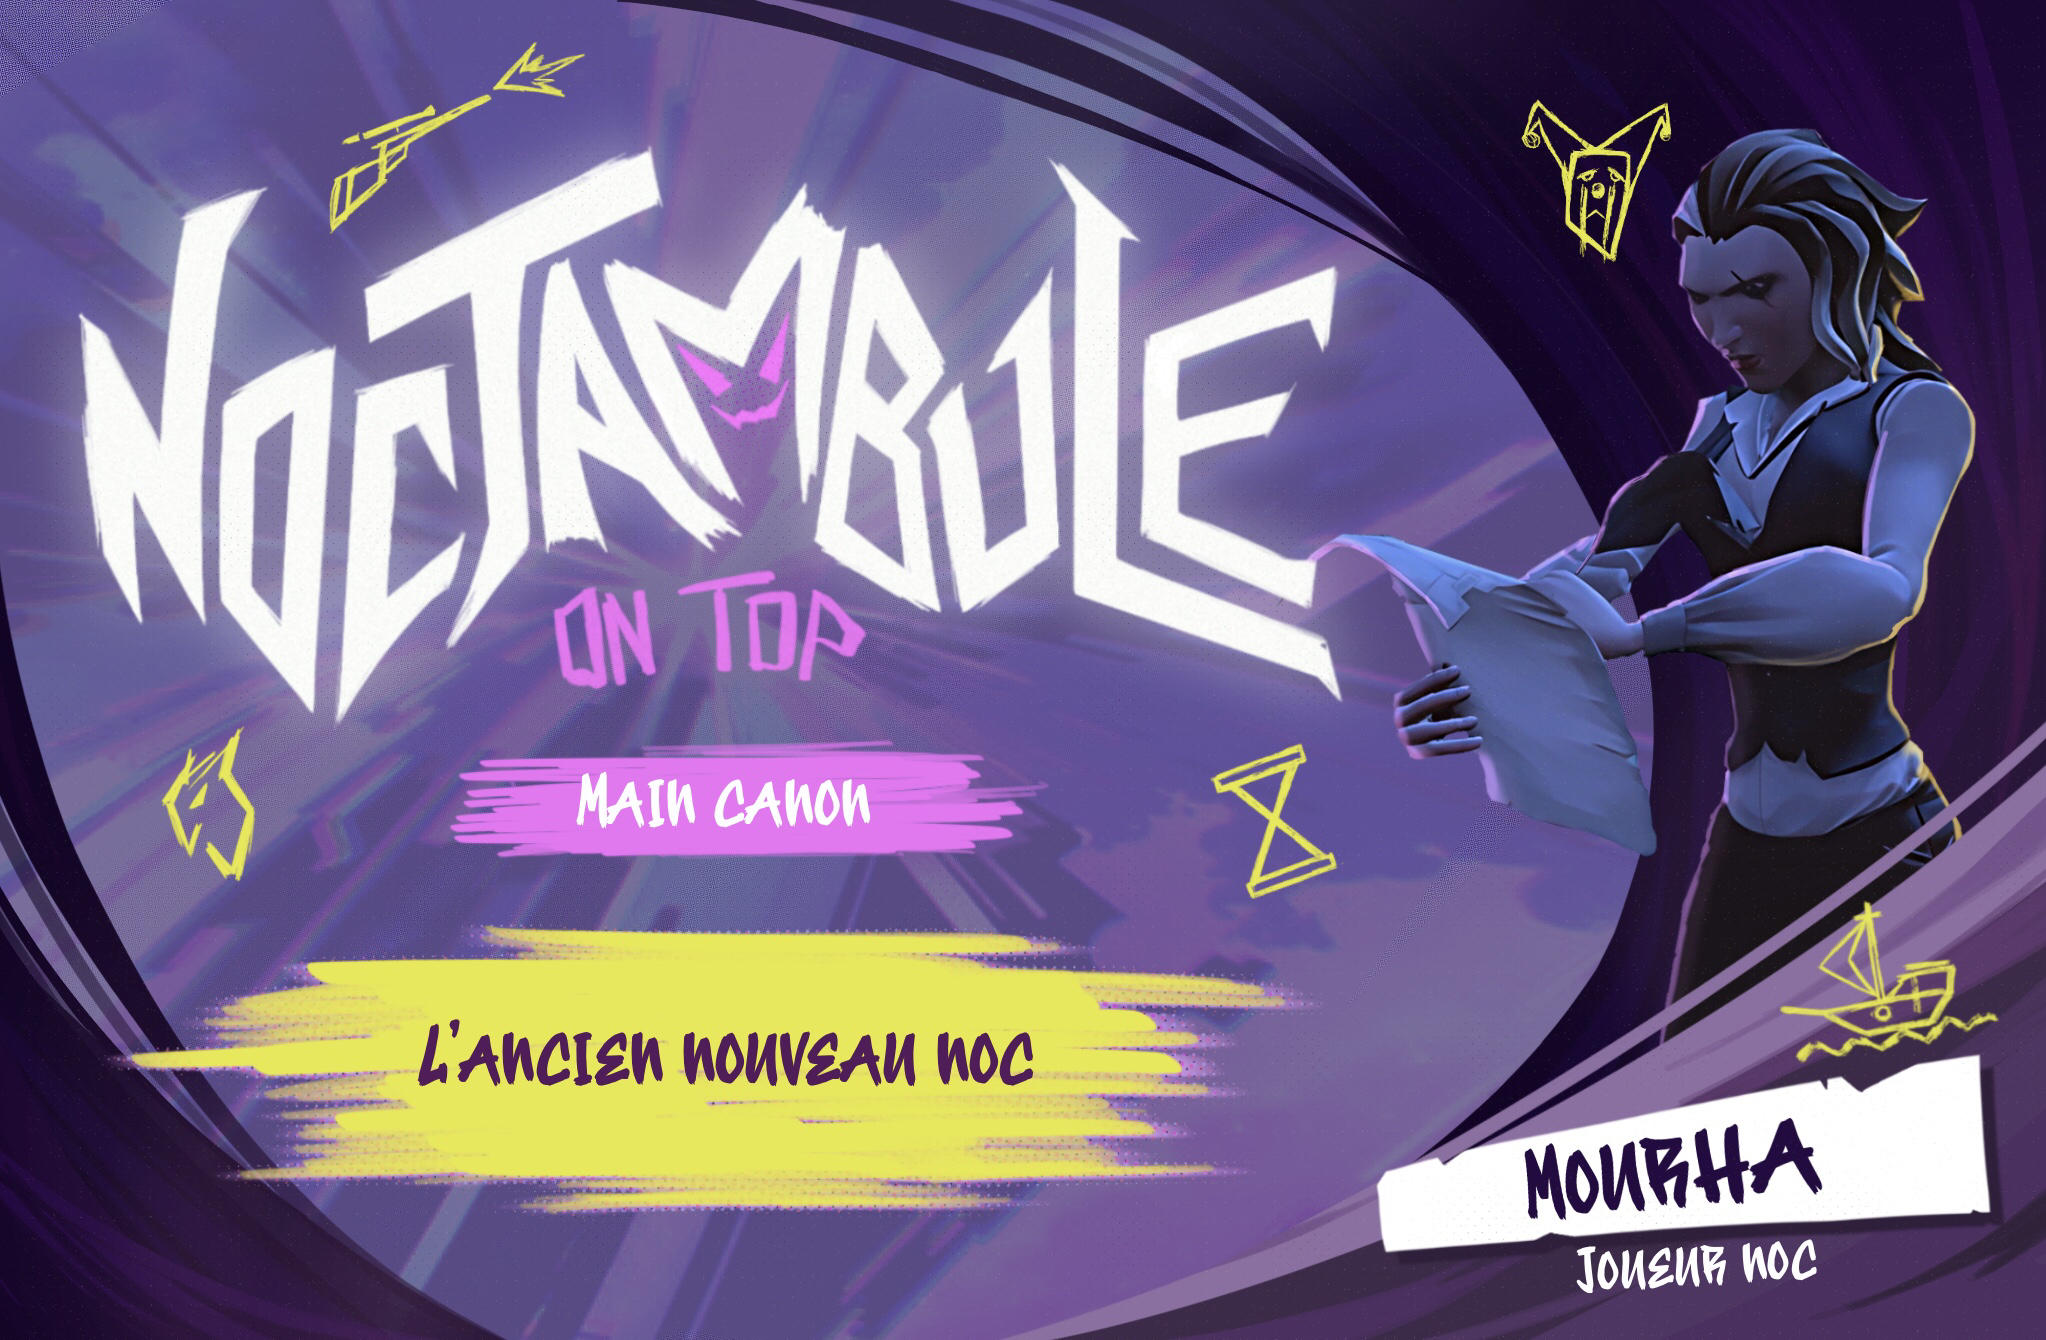 NOCTAMBULE
ON TOP
MAIN CANON
L'ANCIEN NOUVEAU NOC
MOURHA
JOUEUR NOC